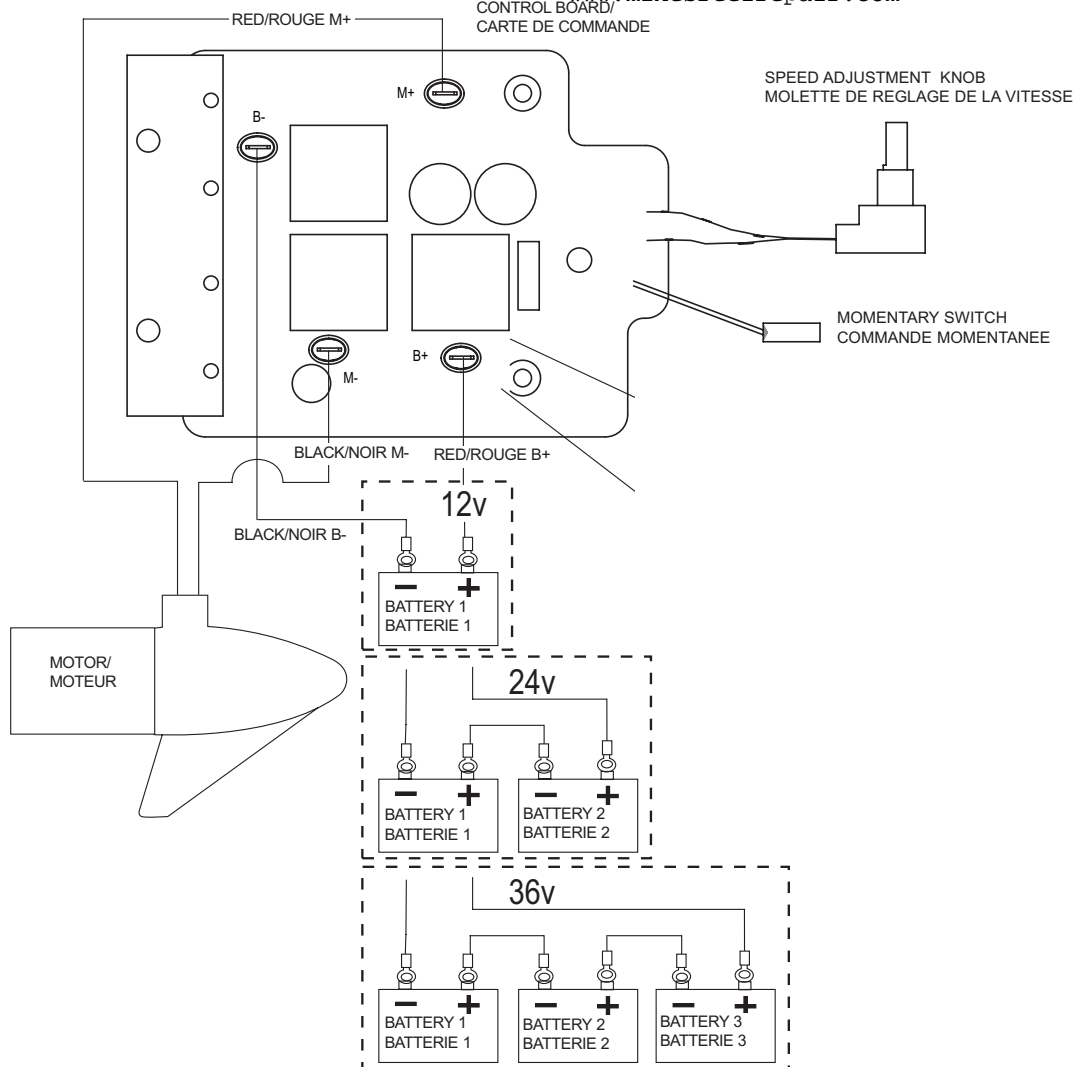 CONTROL BOARD/
CARTE DE COMMANDE
RED/ROUGE M+
SPEED ADJUSTMENT KNOB
MOLETTE DE REGLAGE DE LA VITESSE
M+
B-
MOMENTARY SWITCH
COMMANDE MOMENTANEE
B+
M-
BLACK/NOIR M-
RED/ROUGE B+
12v
BLACK/NOIR B-
− +
BATTERY 1
BATTERIE 1
MOTOR/
MOTEUR
24v
− + − +
BATTERY 1
BATTERIE 1
BATTERY 2
BATTERIE 2
36v
− + − + − +
BATTERY 1
BATTERIE 1
BATTERY 2
BATTERIE 2
BATTERY 3
BATTERIE 3